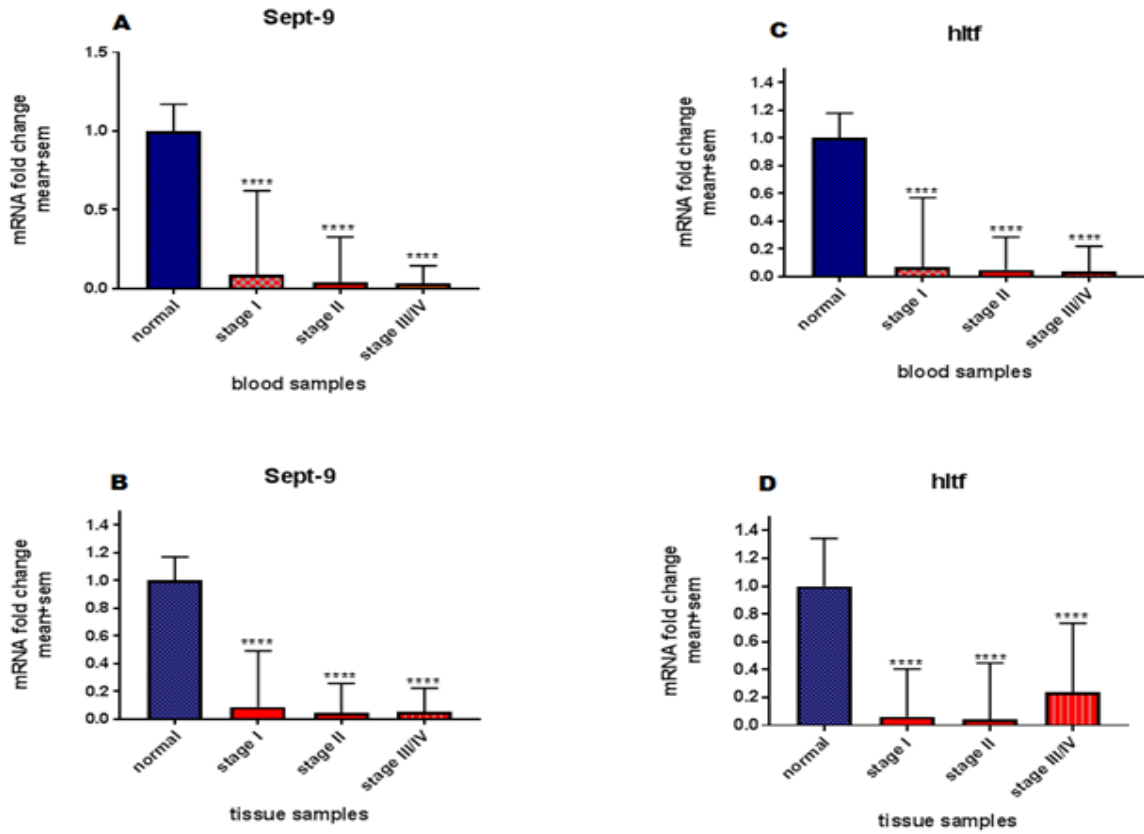 A
Sept-9
mRNA fold change
mean+sem
1.5
1.0
0.5
0.0
****
****
****
normal
stage I
stage II
stage III/IV
blood samples
C
hltf
mRNA fold change
mean+sem
1.4
1.2
1.0
0.8
0.6
0.4
0.2
0.0
****
****
****
normal
stage I
stage II
stage III/IV
blood samples
B
Sept-9
mRNA fold change
mean+sem
1.4
1.2
1.0
0.8
0.6
0.4
0.2
0.0
****
****
****
normal
stage I
stage II
stage III/IV
tissue samples
D
hltf
mRNA fold change
mean+sem
1.4
1.2
1.0
0.8
0.6
0.4
0.2
0.0
****
****
****
normal
stage I
stage II
stage III/IV
tissue samples